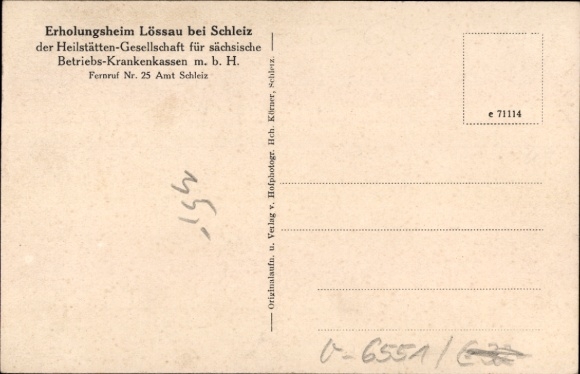 Erholungsheim Lössau bei Schleiz
der Heilstätten-Gesellschaft für sächsische
Betriebs-Krankenkassen m. b. H.
Fernruf Nr. 25 Amt Schleiz
Originalaufn. u. Verlag v. Hofphotogr. Hch. Körner, Schleiz.
e 71114
v-6551/